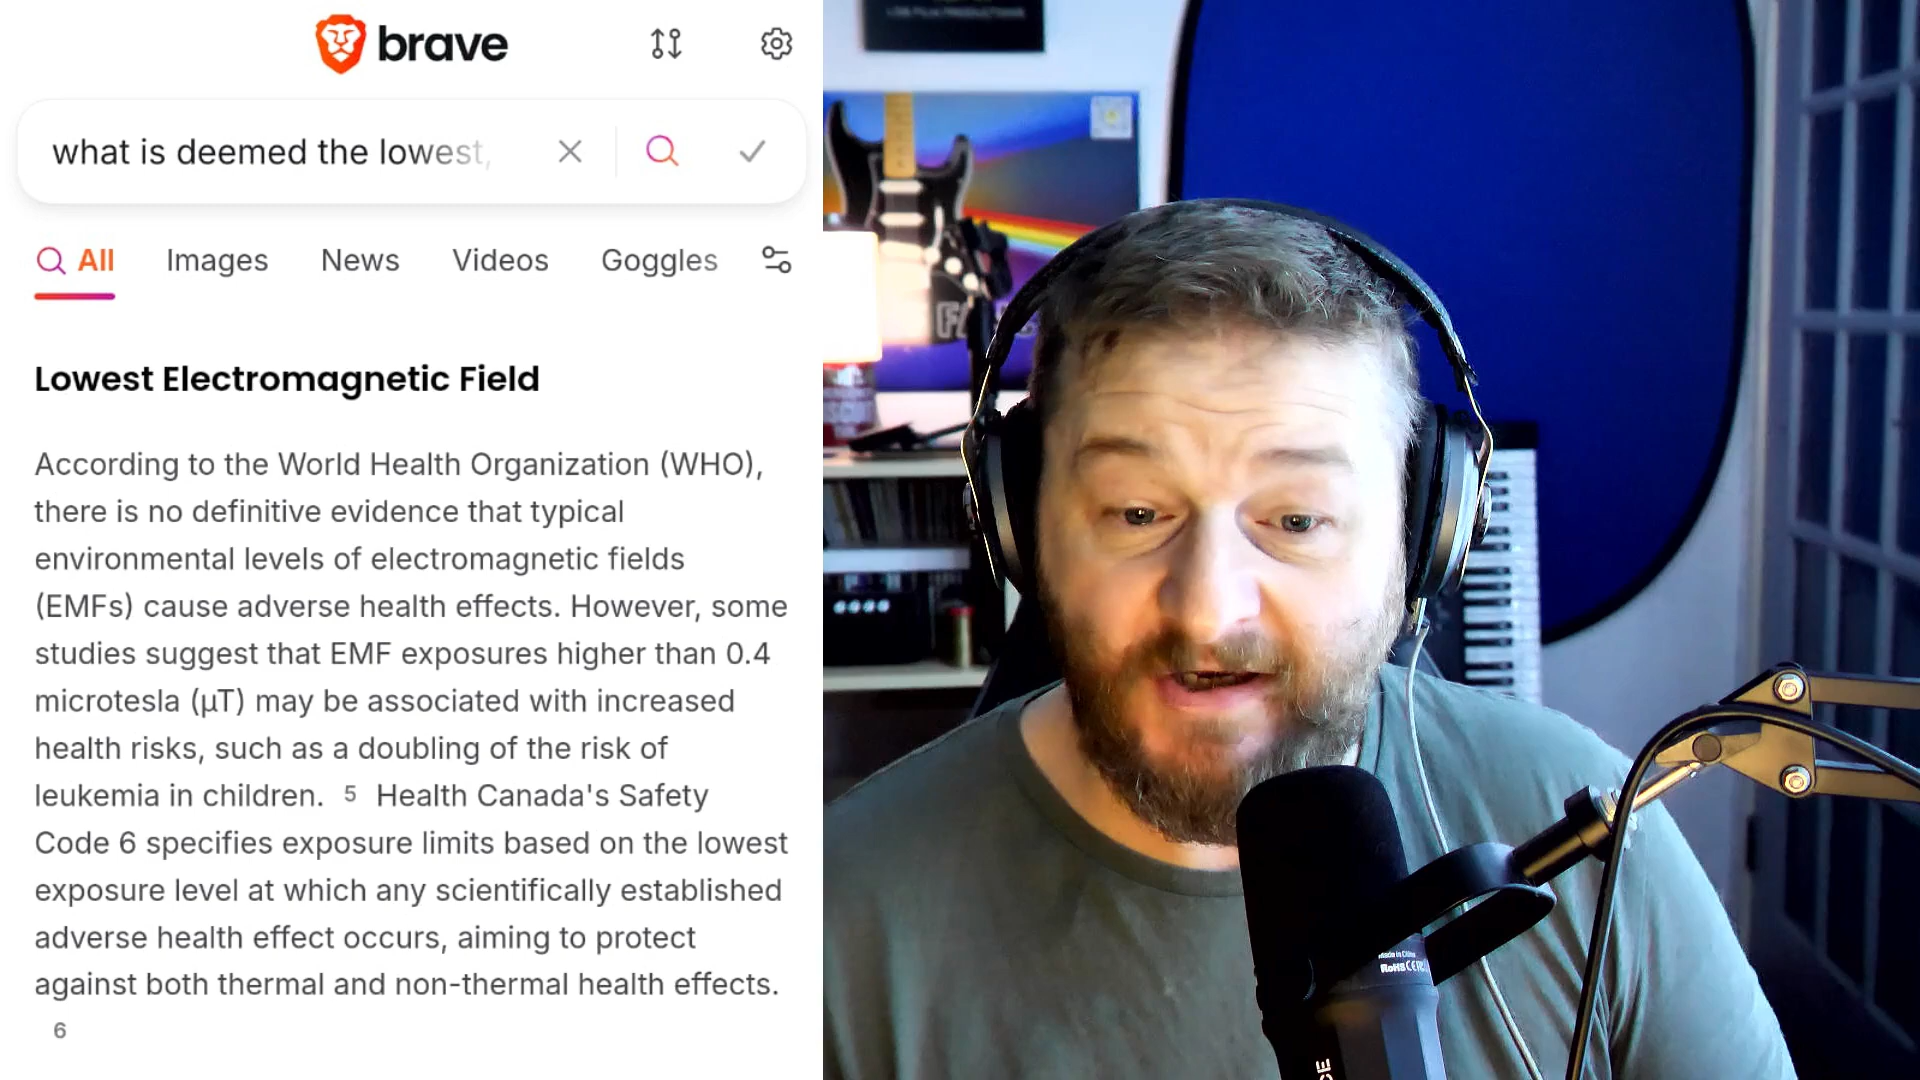 brave
what is deemed the lowest,
All Images News Videos Goggles
Lowest Electromagnetic Field
According to the World Health Organization (WHO),
there is no definitive evidence that typical
environmental levels of electromagnetic fields
(EMFs) cause adverse health effects. However, some
studies suggest that EMF exposures higher than 0.4
microtesla (µT) may be associated with increased
health risks, such as a doubling of the risk of
leukemia in children. 5 Health Canada's Safety
Code 6 specifies exposure limits based on the lowest
exposure level at which any scientifically established
adverse health effect occurs, aiming to protect
against both thermal and non-thermal health effects.
6
Made in China
RoHS CE